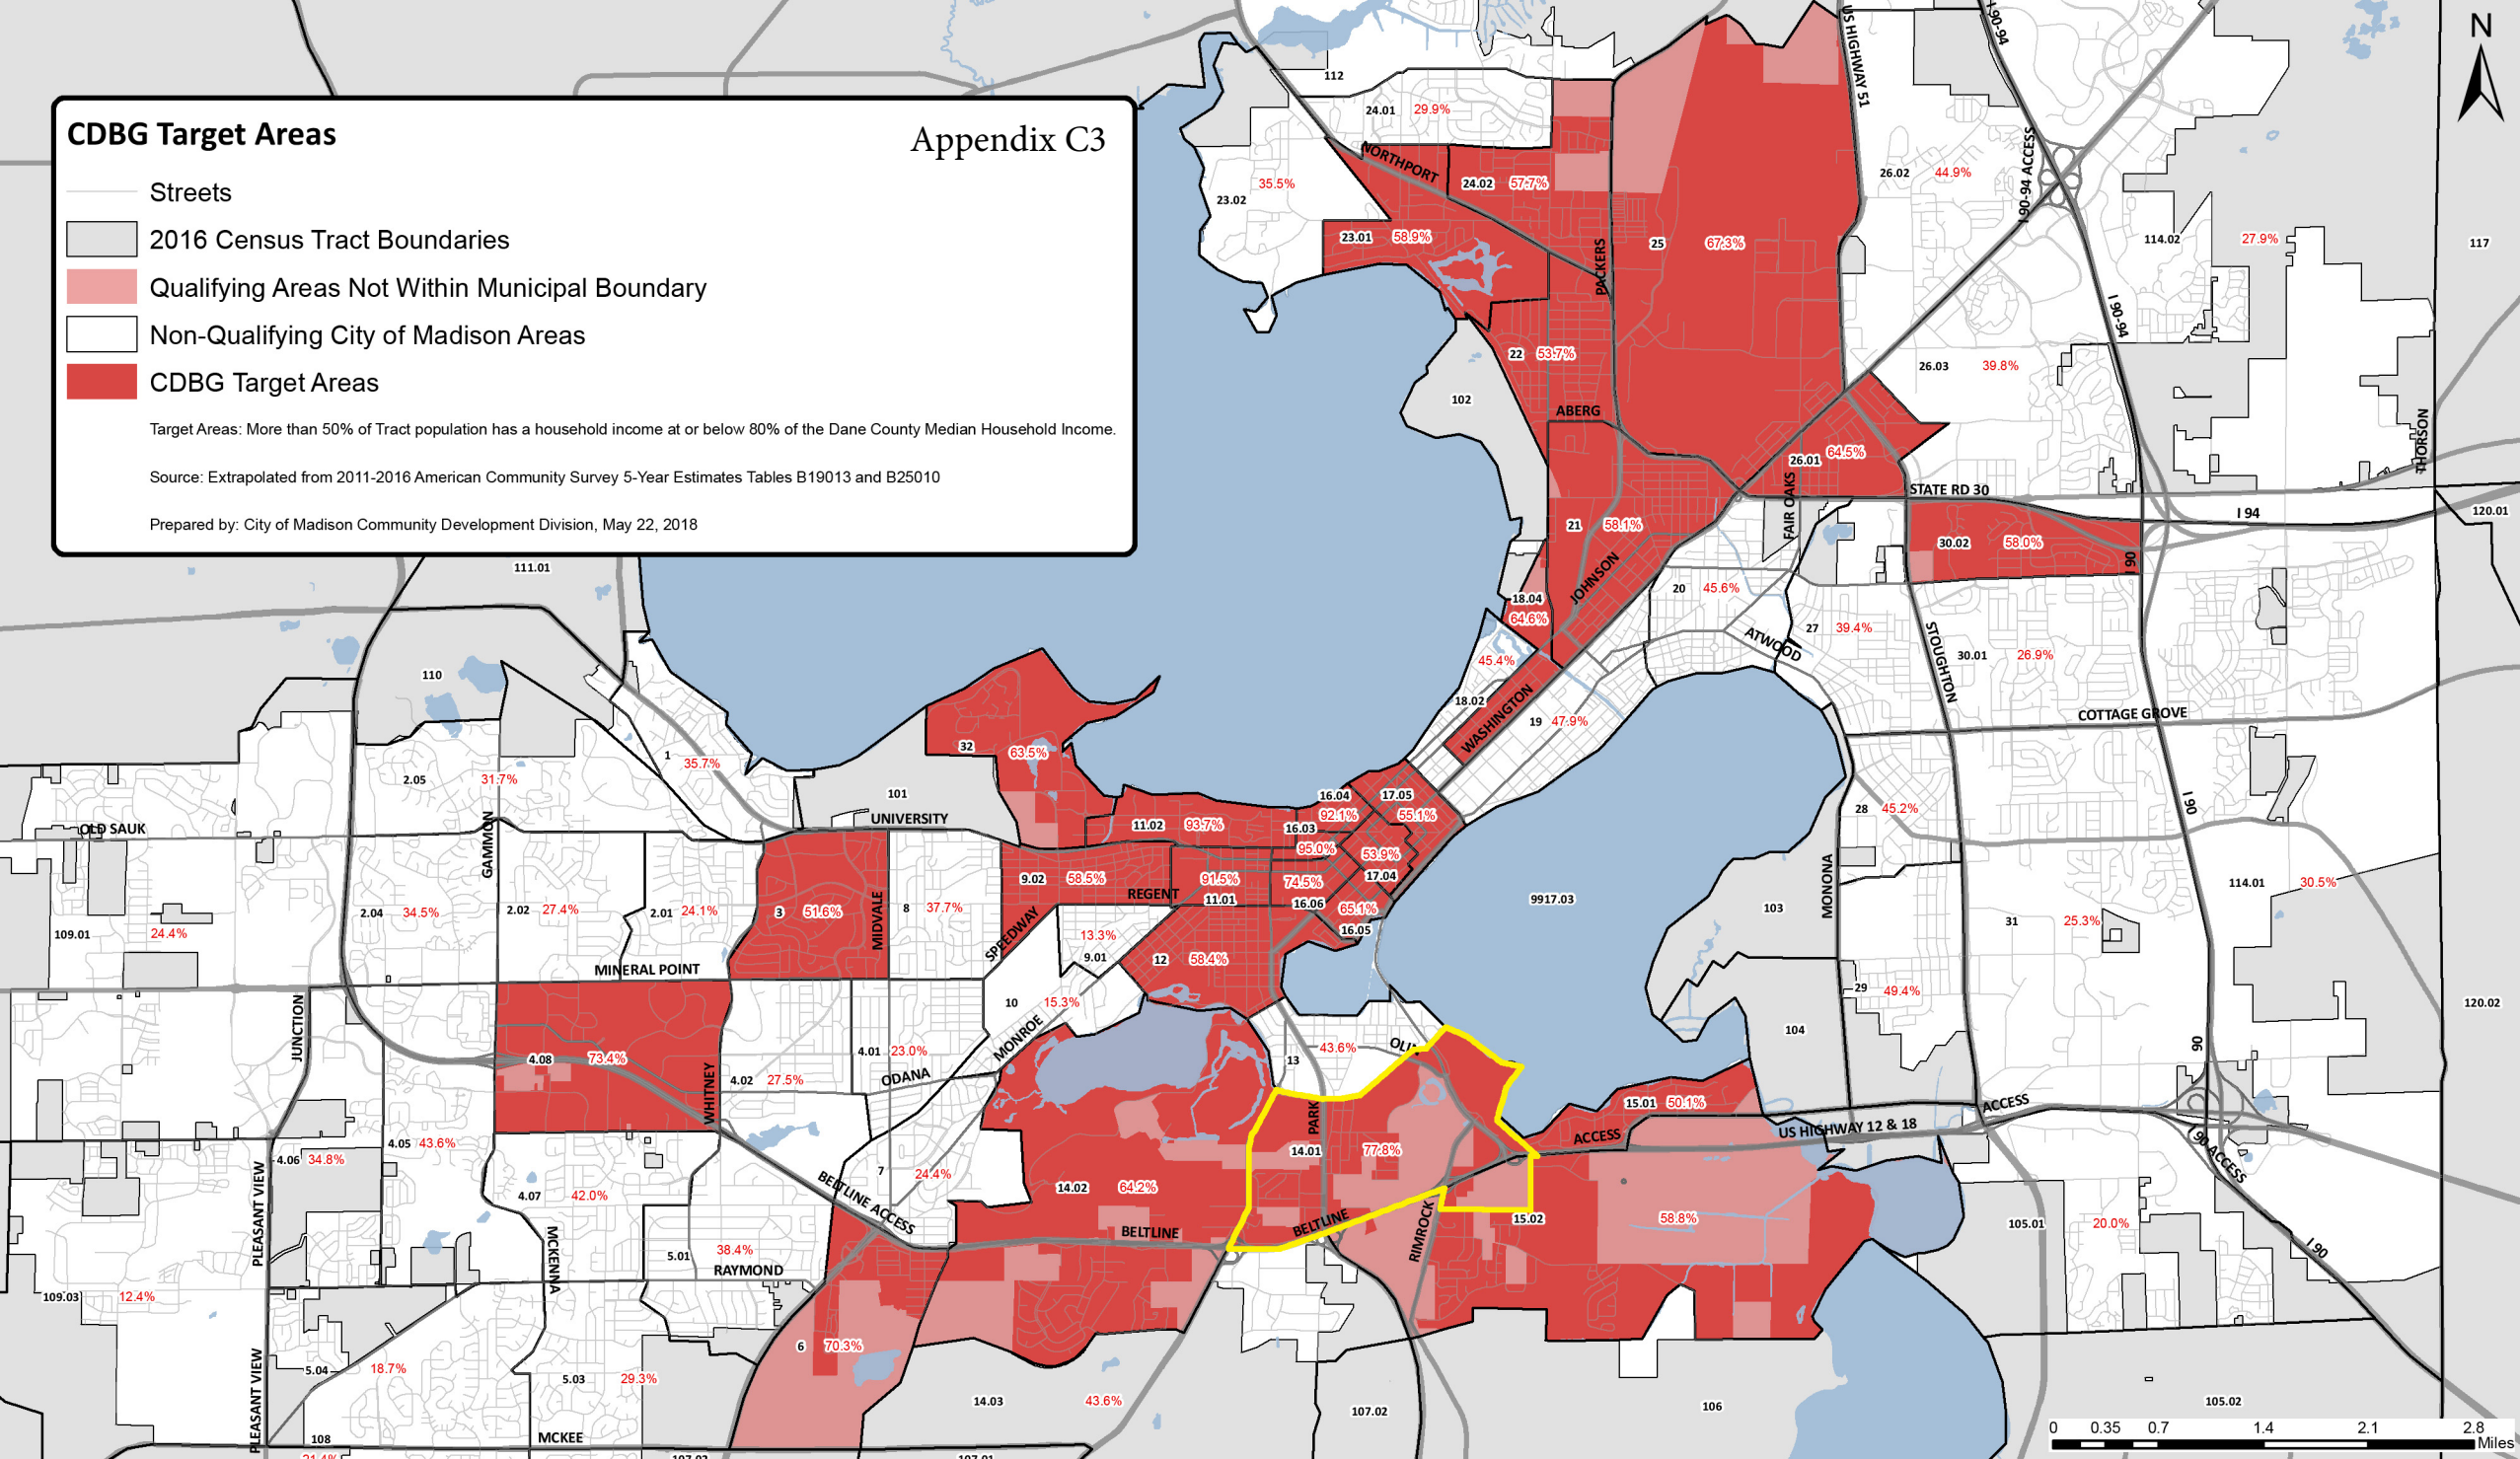 CDBG Target Areas
Appendix C3
Streets
2016 Census Tract Boundaries
Qualifying Areas Not Within Municipal Boundary
Non-Qualifying City of Madison Areas
CDBG Target Areas
Target Areas: More than 50% of Tract population has a household income at or below 80% of the Dane County Median Household Income.
Source: Extrapolated from 2011-2016 American Community Survey 5-Year Estimates Tables B19013 and B25010
Prepared by: City of Madison Community Development Division, May 22, 2018
N
US HIGHWAY 51
I 90-94
112
24.01 29.9%
NORTHPORT
24.02 57.7%
35.5%
23.02
23.01 58.9%
PACKERS
25 67.3%
26.02 44.9%
I 90-94 ACCESS
I 90-94
114.02 27.9%
117
22 53.7%
102
ABERG
26.03 39.8%
THORSON
26.01 64.5%
FAIR OAKS
STATE RD 30
I 94
120.01
21 58.1%
30.02 58.0%
I 90
JOHNSON
111.01
18.04
64.6%
20 45.6%
27 39.4%
ATWOOD
STOUGHTON
30.01 26.9%
110
45.4%
18.02
WASHINGTON
19 47.9%
COTTAGE GROVE
32 63.5%
1 35.7%
2.05 31.7%
101
UNIVERSITY
OLD SAUK
GAMMON
16.04
92.1%
17.05
55.1%
11.02 93.7%
16.03
95.0%
53.9%
17.04
28 45.2%
I 90
9.02 58.5%
REGENT
91.5%
11.01
74.5%
16.06
65.1%
16.05
9917.03
103
MONONA
114.01 30.5%
109.01 24.4%
2.04 34.5%
2.02 27.4%
2.01 24.1%
3 51.6%
MIDVALE
8 37.7%
SPEEDWAY
13.3%
9.01
12 58.4%
31 25.3%
MINERAL POINT
10 15.3%
MONROE
29 49.4%
120.02
104
JUNCTION
4.08 73.4%
WHITNEY
4.02 27.5%
4.01 23.0%
ODANA
13 43.6%
OLIN
90
PARK
15.01 50.1%
ACCESS
US HIGHWAY 12 & 18
ACCESS
I 90 ACCESS
4.05 43.6%
4.06 34.8%
PLEASANT VIEW
4.07 42.0%
MCKENNA
BELTLINE ACCESS
7 24.4%
14.02 64.2%
14.01 77.8%
BELTLINE
BELTLINE
RIMROCK
15.02 58.8%
105.01 20.0%
I 90
5.01 38.4%
RAYMOND
109.03 12.4%
6 70.3%
5.04 18.7%
PLEASANT VIEW
5.03 29.3%
14.03 43.6%
107.02
106
105.02
108
MCKEE
21.4%
107.03
107.01
0 0.35 0.7 1.4 2.1 2.8
Miles